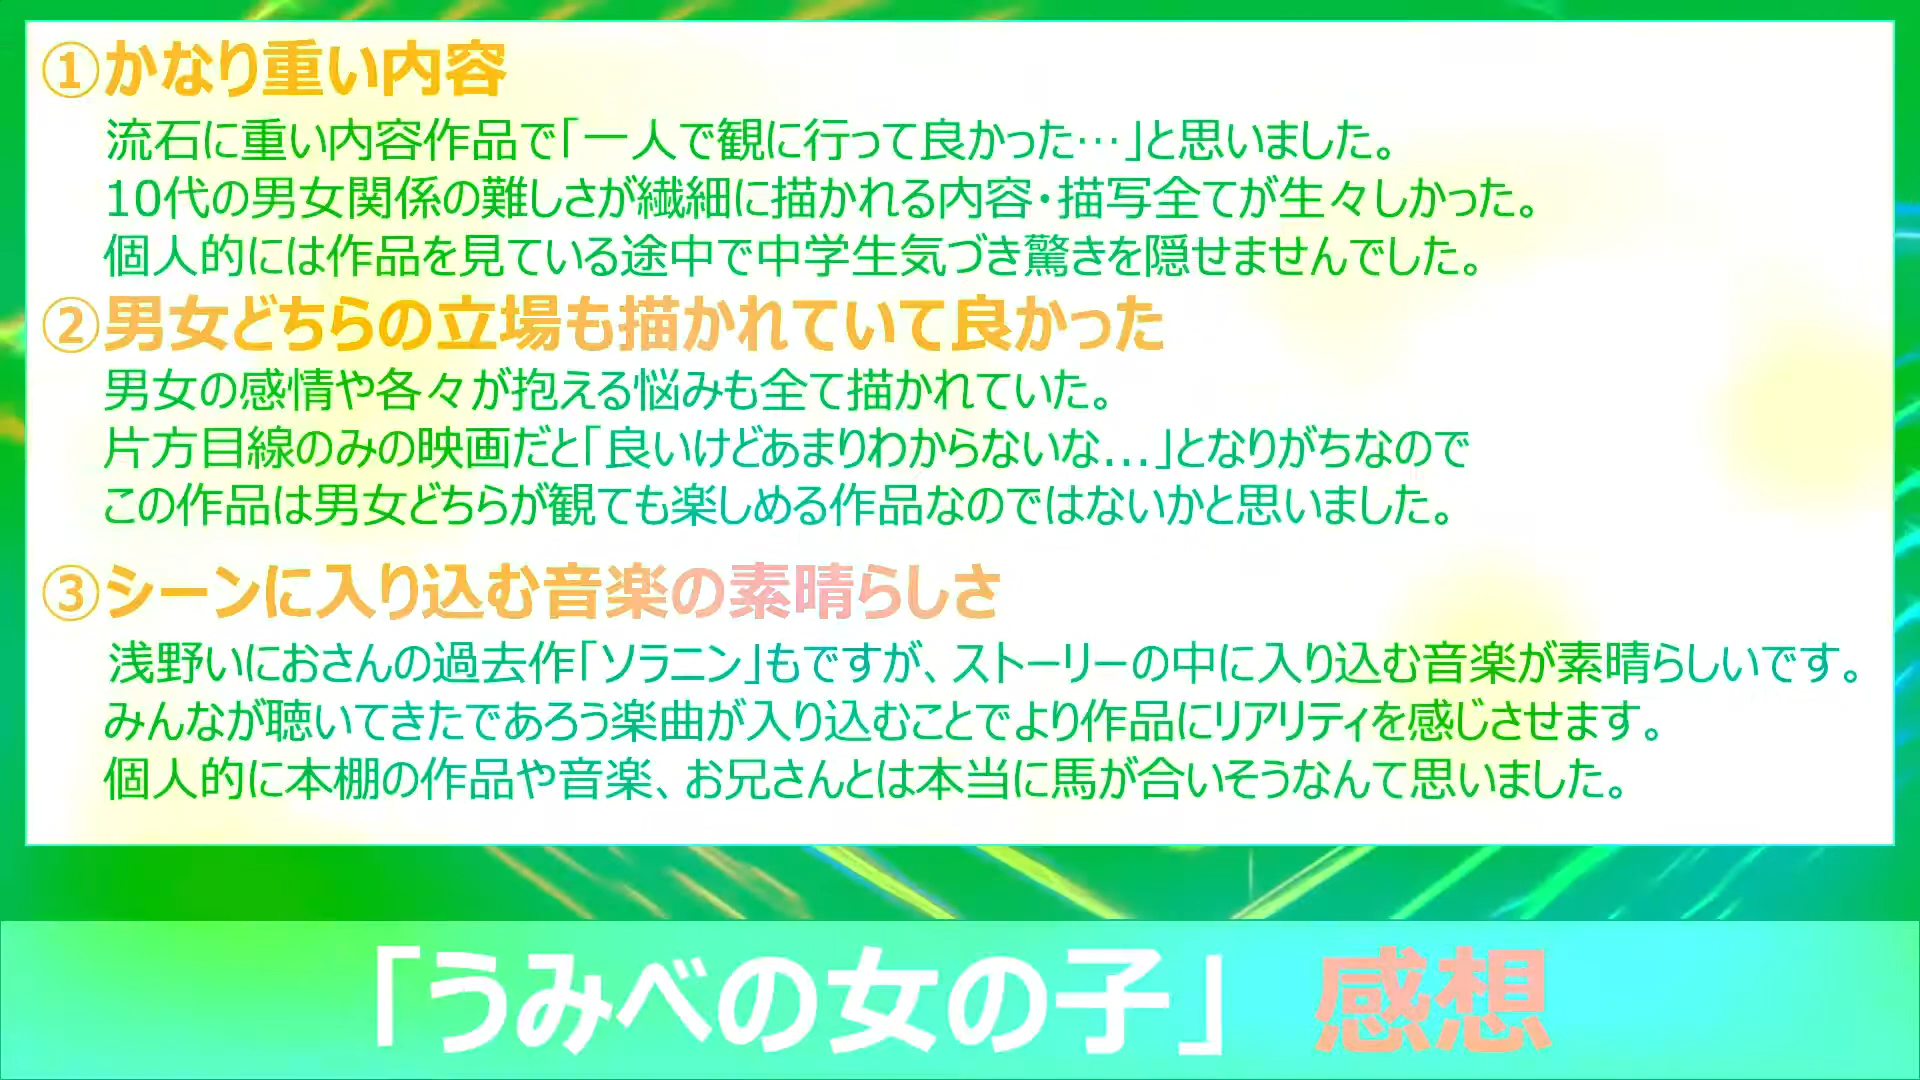 ①かなり重い内容
流石に重い内容作品で「一人で観に行って良かった…」と思いました。
10代の男女関係の難しさが繊細に描かれる内容・描写全てが生々しかった。
個人的には作品を見ている途中で中学生気づき驚きを隠せませんでした。
②男女どちらの立場も描かれていて良かった
男女の感情や各々が抱える悩みも全て描かれていた。
片方目線のみの映画だと「良いけどあまりわからないな...」となりがちなので
この作品は男女どちらが観ても楽しめる作品なのではないかと思いました。
③シーンに入り込む音楽の素晴らしさ
浅野いにおさんの過去作「ソラニン」もですが、ストーリーの中に入り込む音楽が素晴らしいです。
みんなが聴いてきたであろう楽曲が入り込むことでより作品にリアリティを感じさせます。
個人的に本棚の作品や音楽、お兄さんとは本当に馬が合いそうなんて思いました。
「うみべの女の子」 感想